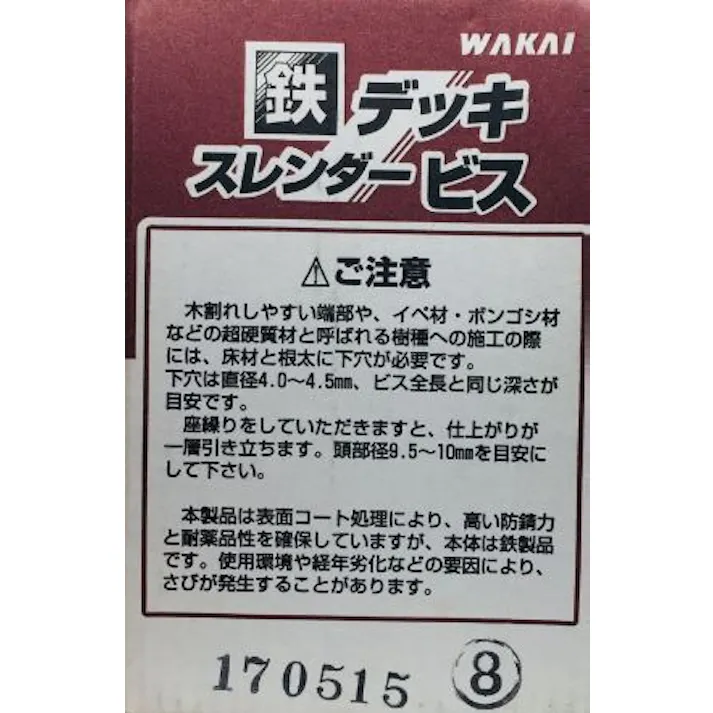 WAKAI
鉄デッキ
スレンダービス
⚠ご注意
木割れしやすい端部や、イペ材・ボンゴシ材
などの超硬質材と呼ばれる樹種への施工の際
には、床材と根太に下穴が必要です。
下穴は直径4.0〜4.5mm、ビス全長と同じ深さが
目安です。
座繰りをしていただきますと、仕上がりが
一層引き立ちます。頭部径9.5〜10mmを目安に
して下さい。
本製品は表面コート処理により、高い防錆力
と耐薬品性を確保していますが、本体は鉄製品
です。使用環境や経年劣化などの要因により、
さびが発生することがあります。
170515 ⑧